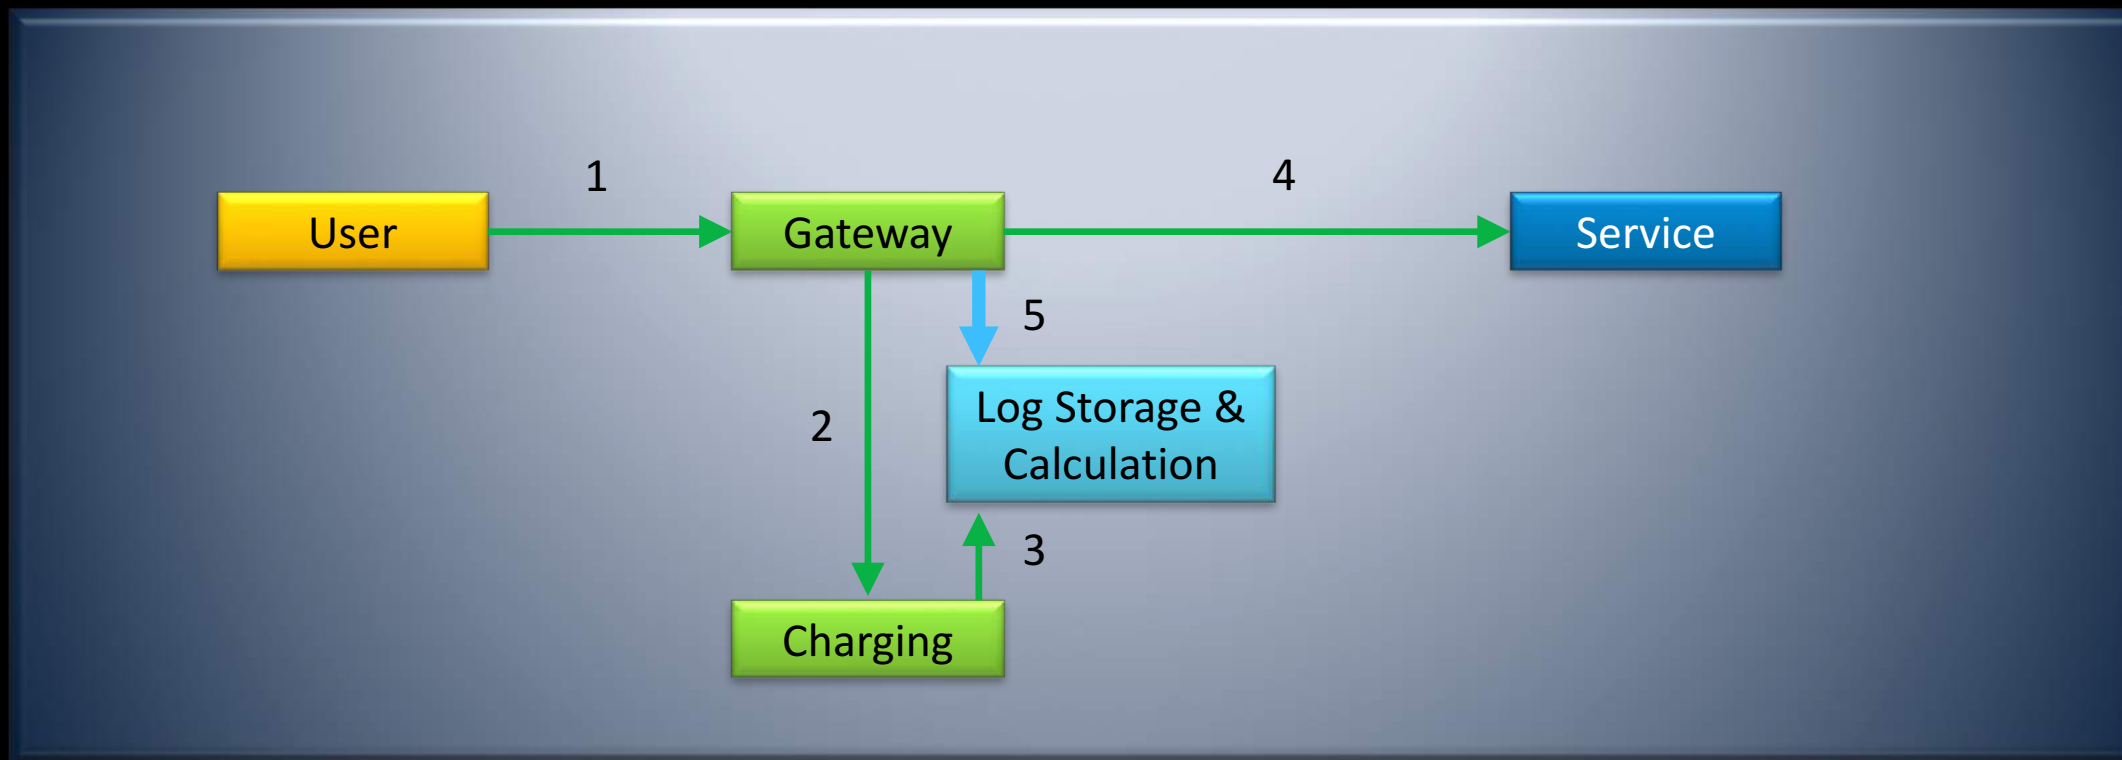 1
4
User
Gateway
Service
5
Log Storage &
Calculation
2
3
Charging